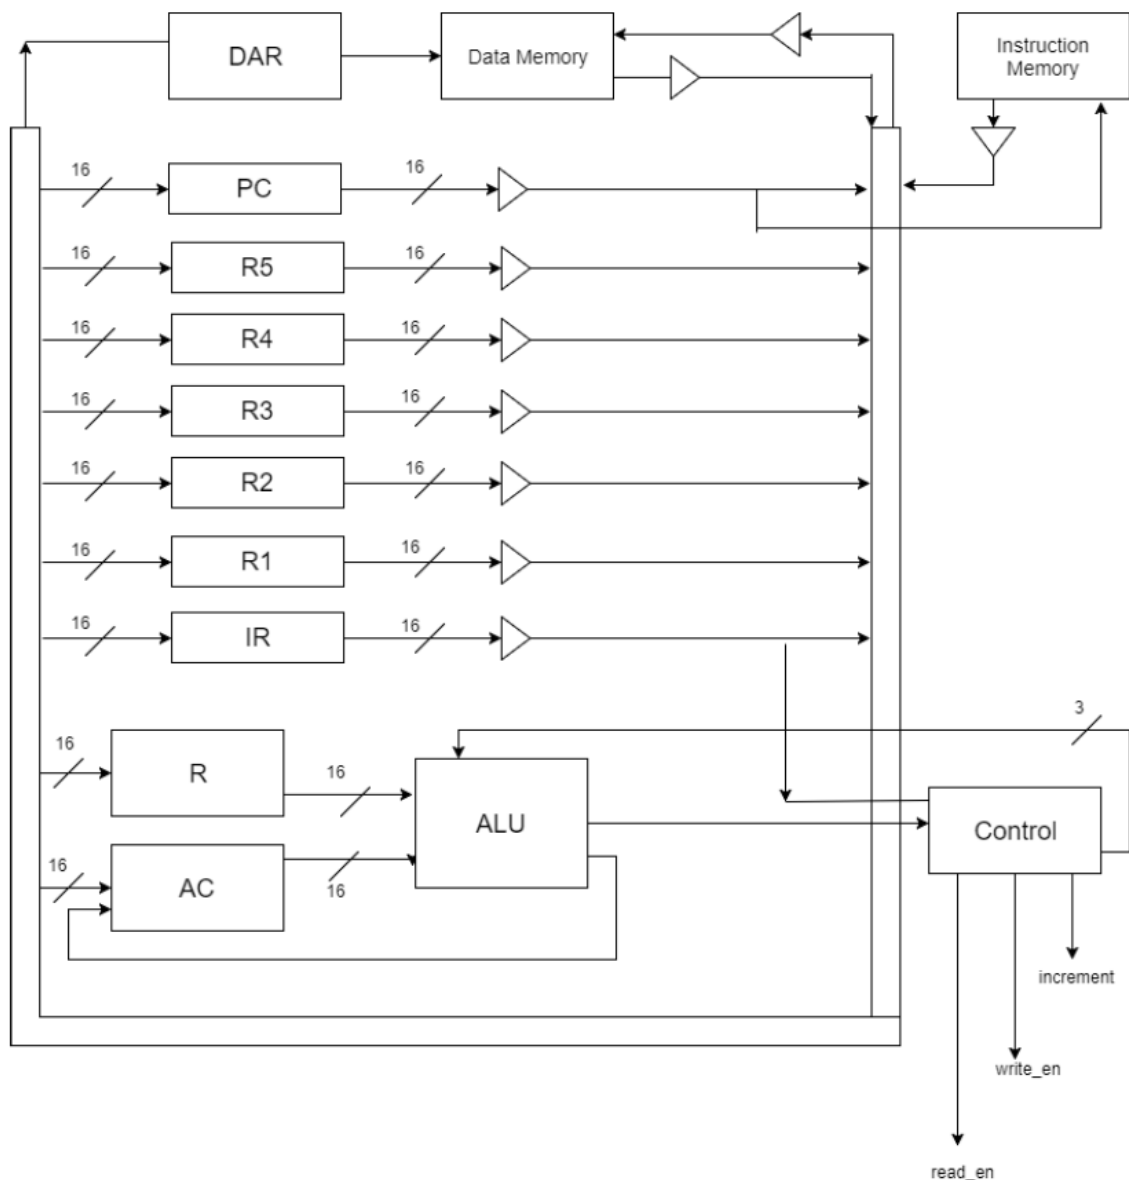 DAR
Data Memory
Instruction
Memory
16
PC
16
16
R5
16
16
R4
16
16
R3
16
16
R2
16
16
R1
16
16
IR
16
3
16
R
16
ALU
Control
16
AC
16
increment
write_en
read_en